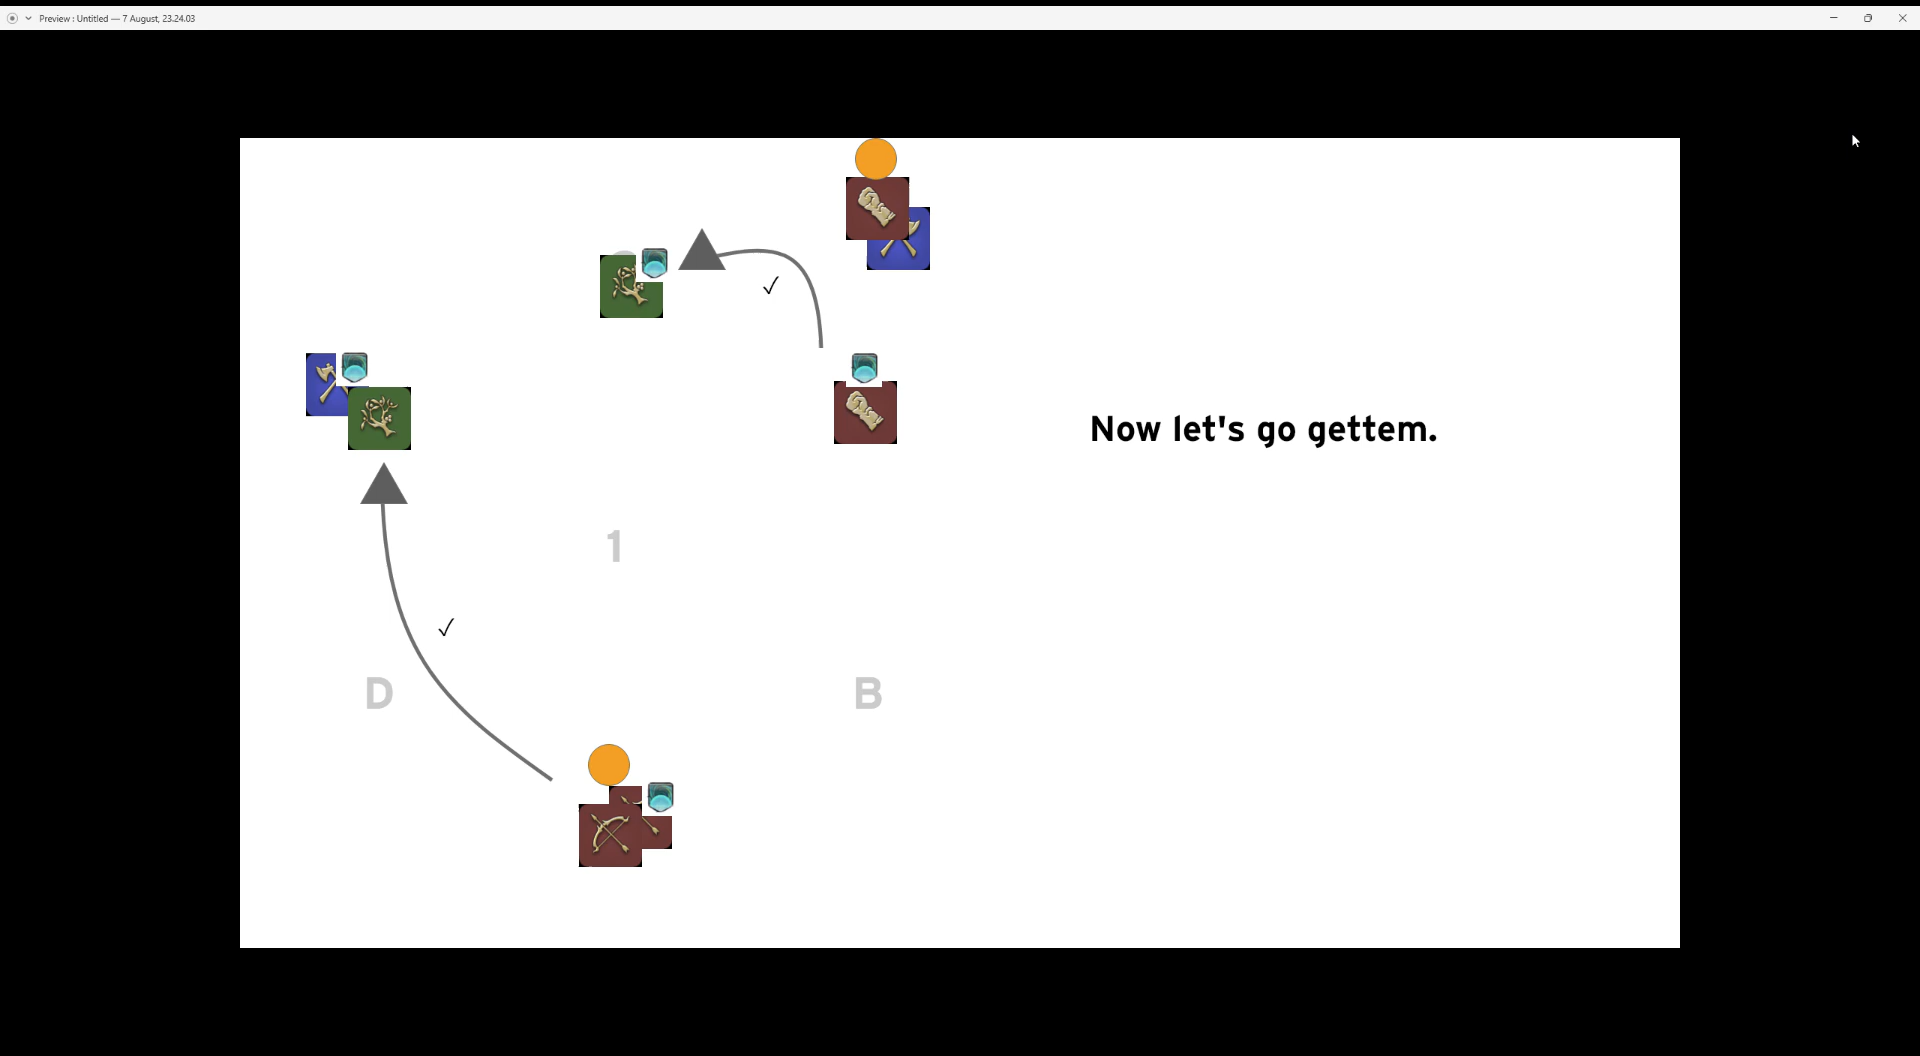 Preview : Untitled — 7 August, 23.24.03
Now let's go gettem.
1
D
B